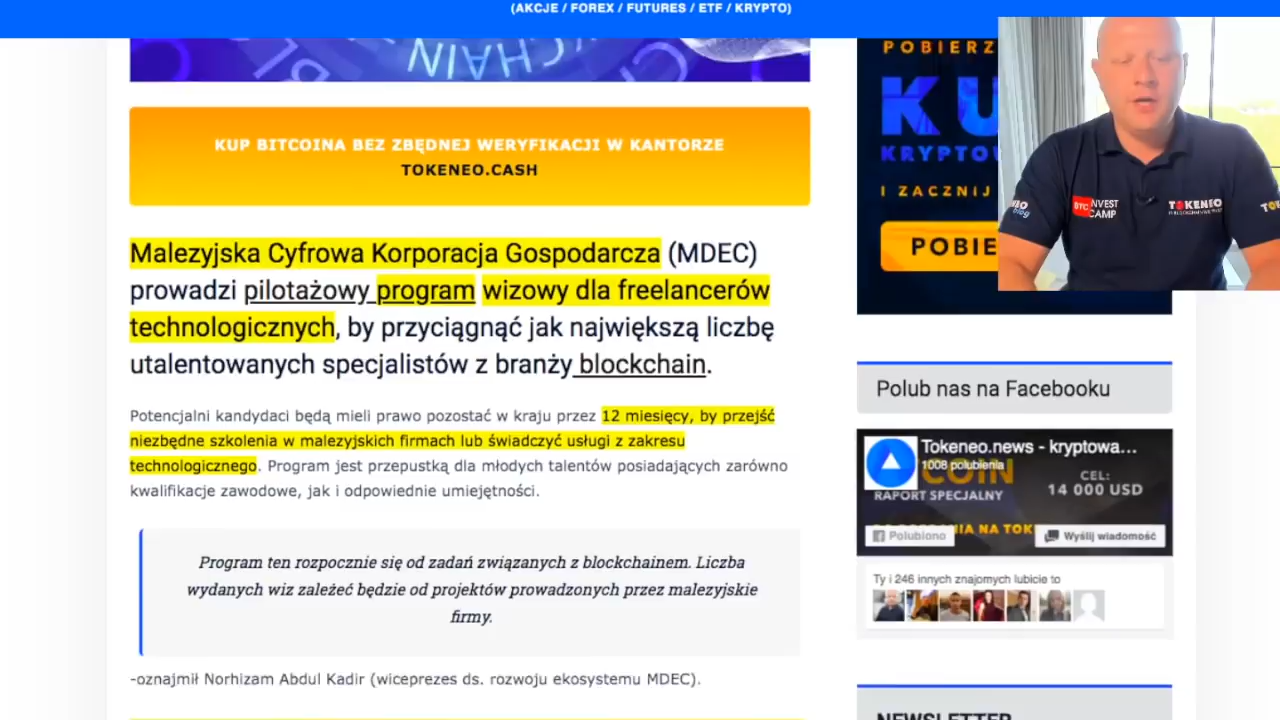 (AKCJE / FOREX / FUTURES / ETF / KRYPTO)
CHAIN
KUP BITCOINA BEZ ZBĘDNEJ WERYFIKACJI W KANTORZE
TOKENEO.CASH
Malezyjska Cyfrowa Korporacja Gospodarcza (MDEC)
prowadzi pilotażowy program wizowy dla freelancerów
technologicznych, by przyciągnąć jak największą liczbę
utalentowanych specjalistów z branży blockchain.
Potencjalni kandydaci będą mieli prawo pozostać w kraju przez 12 miesięcy, by przejść
niezbędne szkolenia w malezyjskich firmach lub świadczyć usługi z zakresu
technologicznego. Program jest przepustką dla młodych talentów posiadających zarówno
kwalifikacje zawodowe, jak i odpowiednie umiejętności.
Program ten rozpocznie się od zadań związanych z blockchainem. Liczba
wydanych wiz zależeć będzie od projektów prowadzonych przez malezyjskie
firmy.
-oznajmił Norhizam Abdul Kadir (wiceprezes ds. rozwoju ekosystemu MDEC).
POBIERZ
KU
KRYPTO
I ZACZNIJ
POBIE
BTC INVEST
CAMP
TOKENEO
Polub nas na Facebooku
Tokeneo.news - kryptowa...
1008 polubienia
COIN
RAPORT SPECJALNY
CEL:
14 000 USD
Polubiono
Wyślij wiadomość
Ty i 246 innych znajomych lubicie to
NEWSLETTER